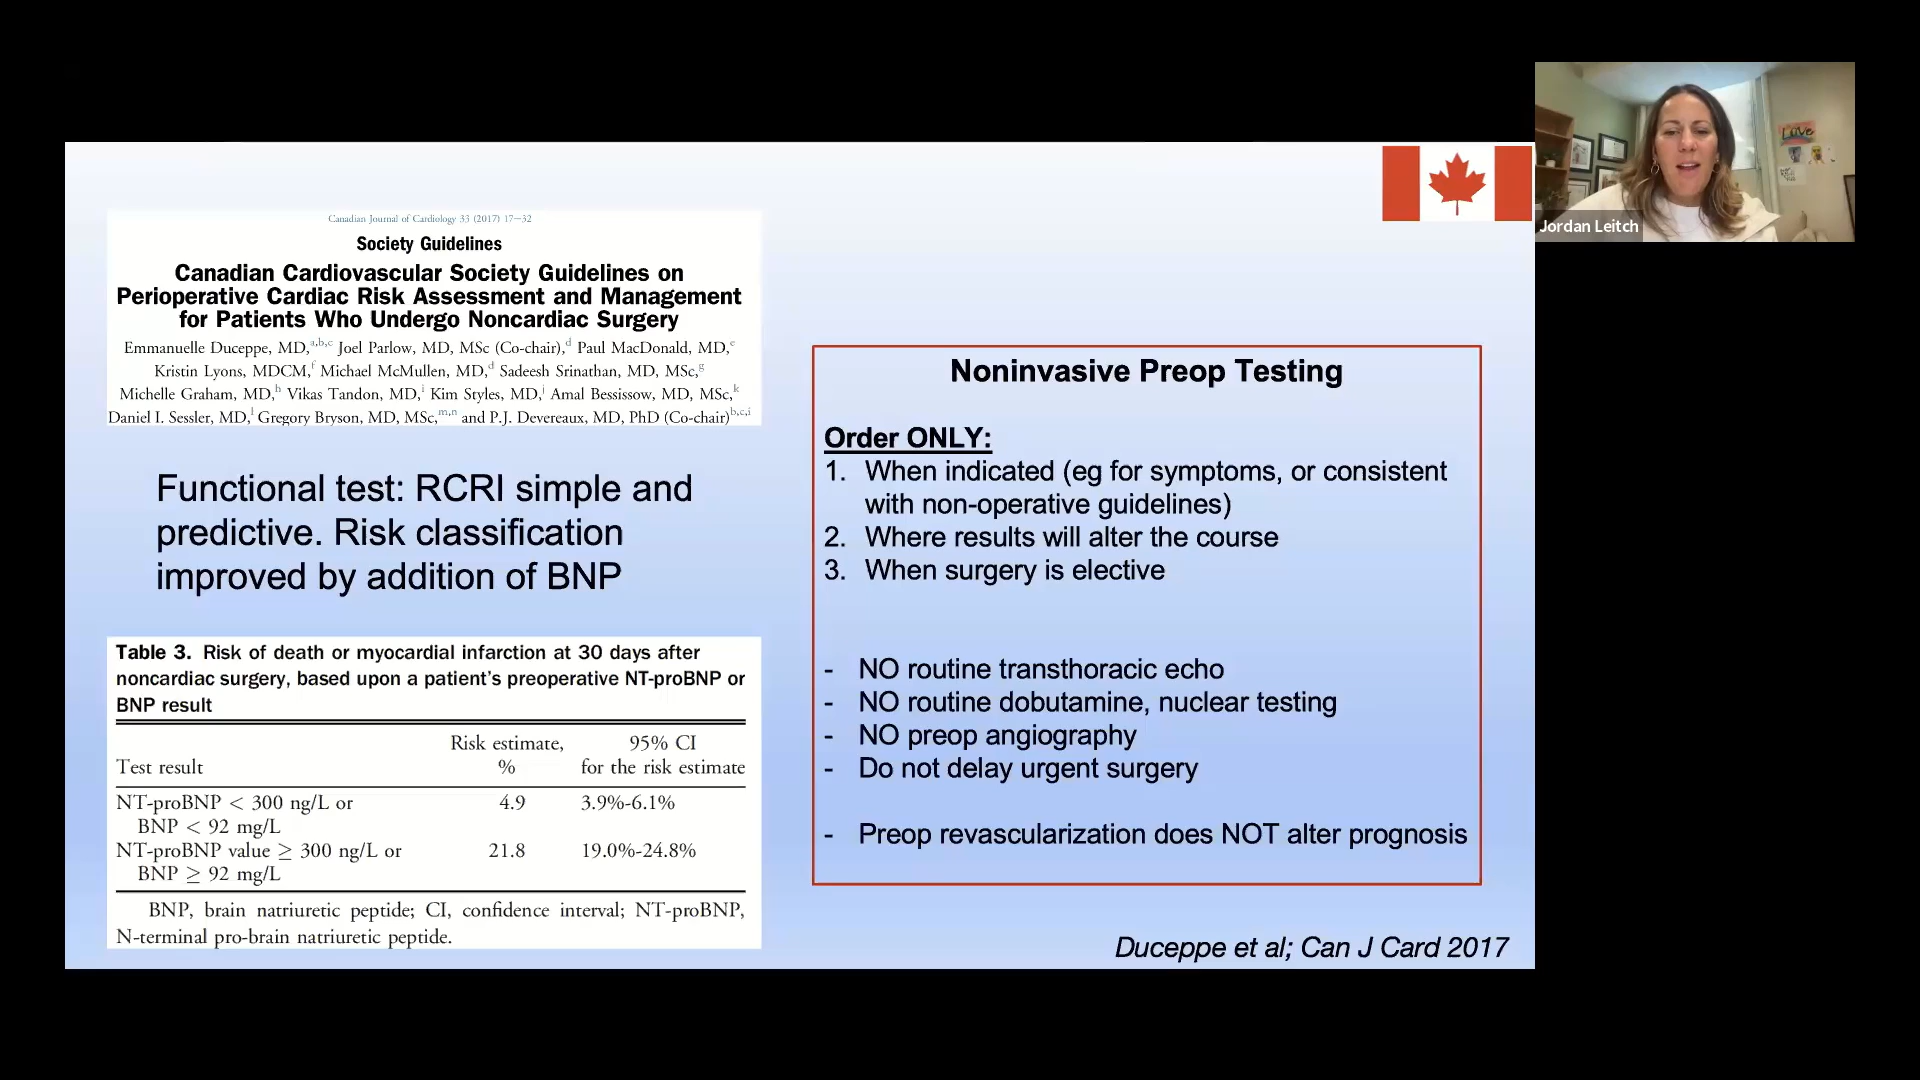 Canadian Journal of Cardiology 33 (2017) 17–32
Society Guidelines
Canadian Cardiovascular Society Guidelines on
Perioperative Cardiac Risk Assessment and Management
for Patients Who Undergo Noncardiac Surgery
Emmanuelle Duceppe, MD,a,b,c Joel Parlow, MD, MSc (Co-chair),d Paul MacDonald, MD,e
Kristin Lyons, MDCM,f Michael McMullen, MD,d Sadeesh Srinathan, MD, MSc,g
Michelle Graham, MD,h Vikas Tandon, MD,i Kim Styles, MD,j Amal Bessissow, MD, MSc,k
Daniel I. Sessler, MD,l Gregory Bryson, MD, MSc,m,n and P.J. Devereaux, MD, PhD (Co-chair)b,c,i
Functional test: RCRI simple and
predictive. Risk classification
improved by addition of BNP
Table 3. Risk of death or myocardial infarction at 30 days after
noncardiac surgery, based upon a patient's preoperative NT-proBNP or
BNP result
Risk estimate, 95% CI
Test result % for the risk estimate
NT-proBNP < 300 ng/L or 4.9 3.9%-6.1%
BNP < 92 mg/L
NT-proBNP value ≥ 300 ng/L or 21.8 19.0%-24.8%
BNP ≥ 92 mg/L
BNP, brain natriuretic peptide; CI, confidence interval; NT-proBNP,
N-terminal pro-brain natriuretic peptide.
Noninvasive Preop Testing
Order ONLY:
1. When indicated (eg for symptoms, or consistent
with non-operative guidelines)
2. Where results will alter the course
3. When surgery is elective
- NO routine transthoracic echo
- NO routine dobutamine, nuclear testing
- NO preop angiography
- Do not delay urgent surgery
- Preop revascularization does NOT alter prognosis
Duceppe et al; Can J Card 2017
Love
Jordan Leitch